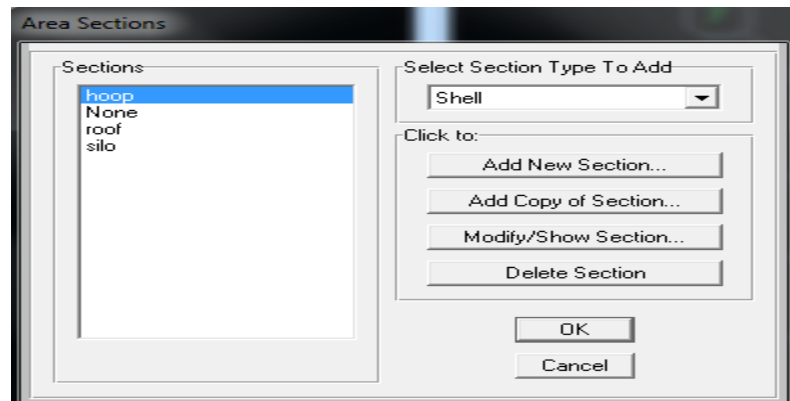 Area Sections
Sections
hoop
None
roof
silo
Select Section Type To Add
Shell
Click to:
Add New Section...
Add Copy of Section...
Modify/Show Section...
Delete Section
OK
Cancel